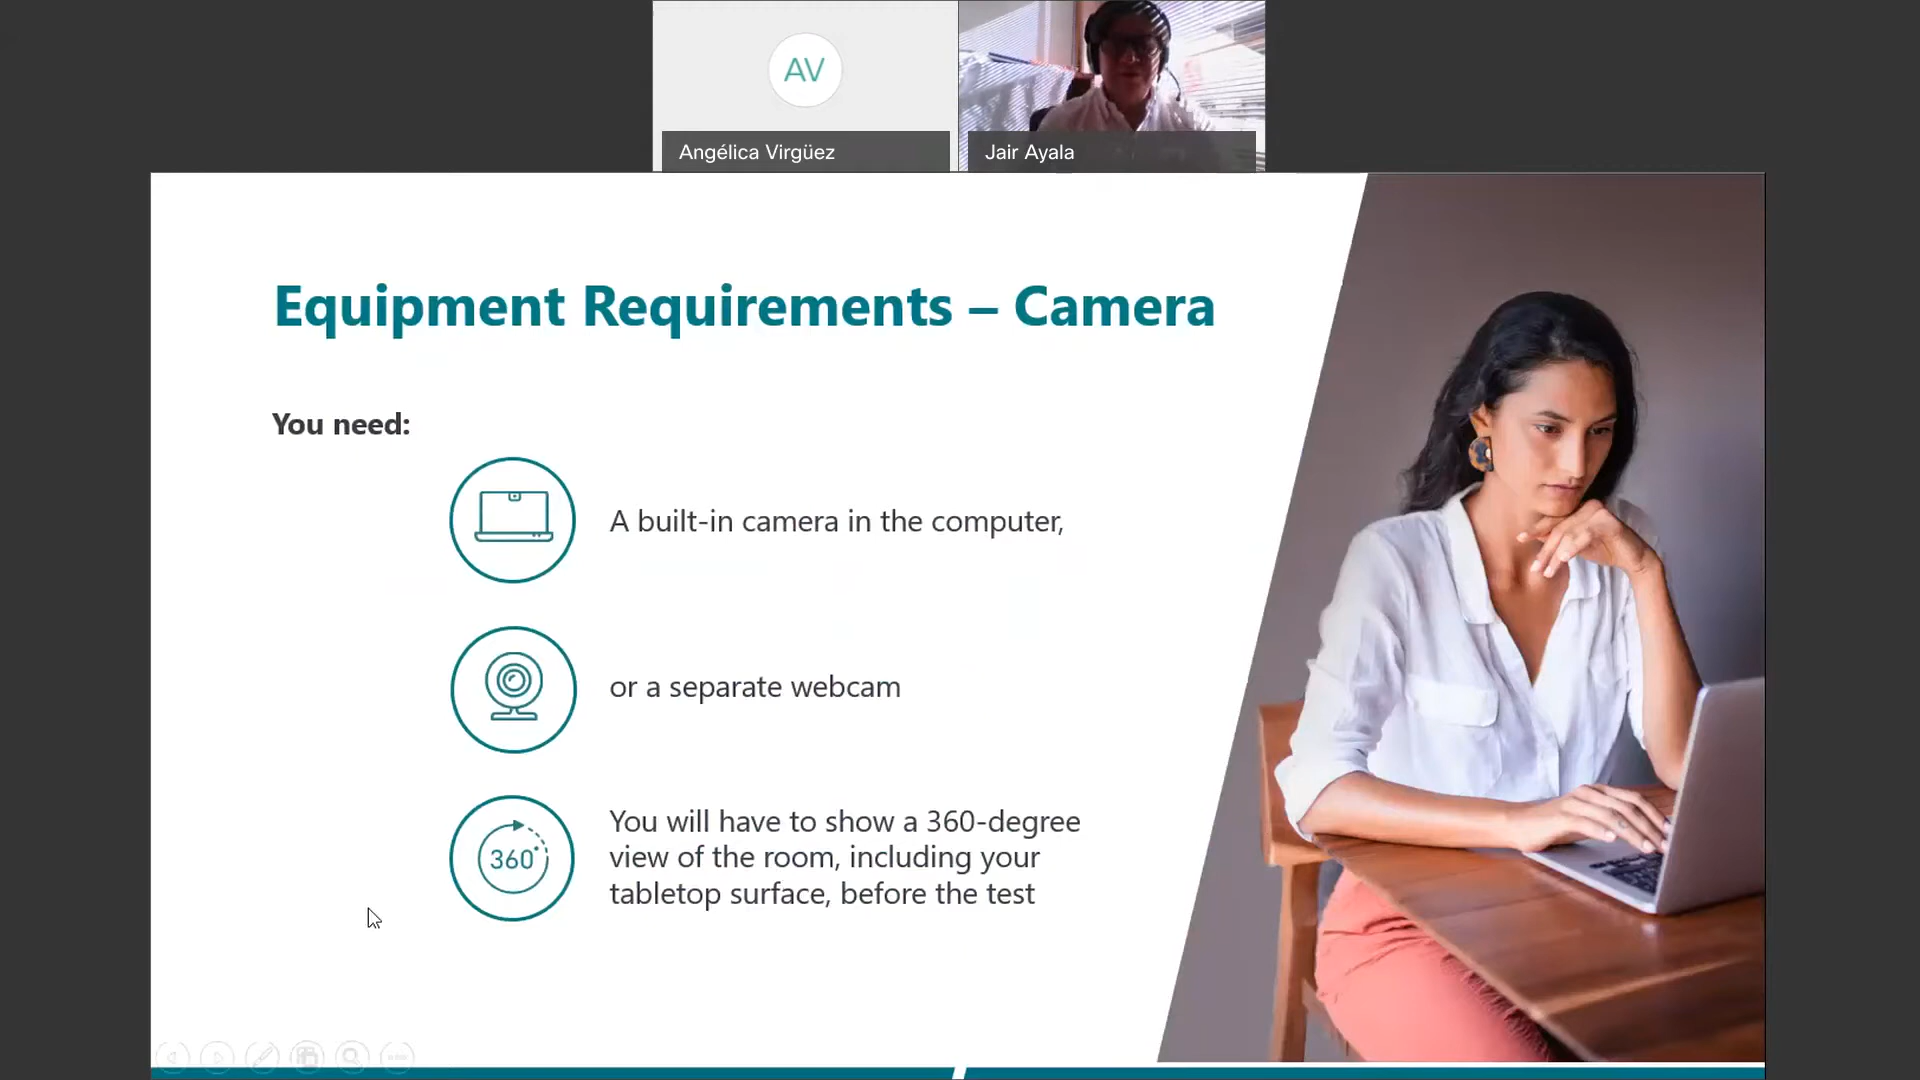 AV
Angélica Virgüez
Jair Ayala
Equipment Requirements – Camera
You need:
A built-in camera in the computer,
or a separate webcam
360°
You will have to show a 360-degree
view of the room, including your
tabletop surface, before the test